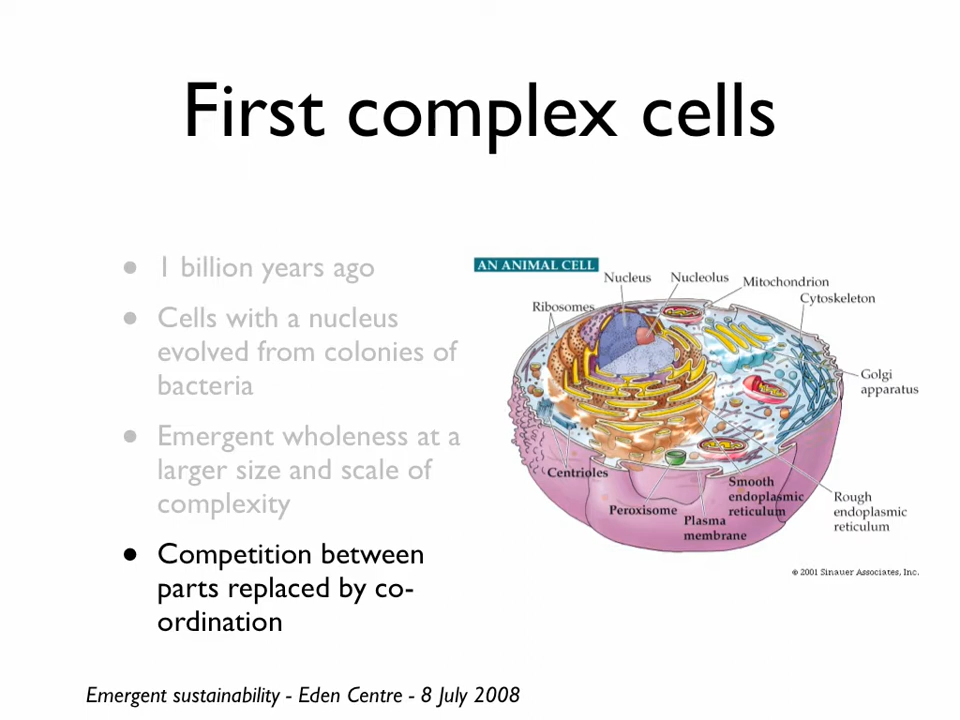 First complex cells
• 1 billion years ago
• Cells with a nucleus
evolved from colonies of
bacteria
• Emergent wholeness at a
larger size and scale of
complexity
• Competition between
parts replaced by co-
ordination
AN ANIMAL CELL
Nucleus
Nucleolus
Mitochondrion
Cytoskeleton
Ribosomes
Golgi
apparatus
Centrioles
Peroxisome
Plasma
membrane
Smooth
endoplasmic
reticulum
Rough
endoplasmic
reticulum
© 2001 Sinauer Associates, Inc.
Emergent sustainability - Eden Centre - 8 July 2008